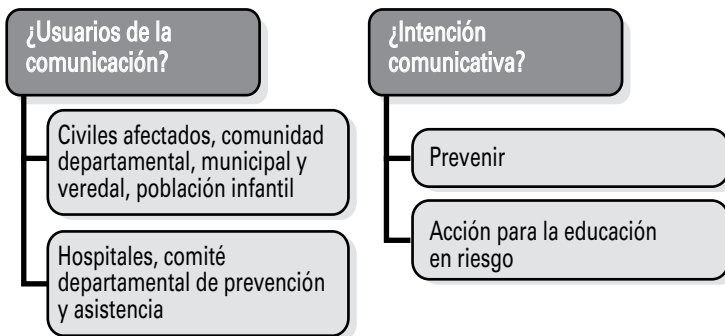 ¿Usuarios de la
comunicación?
Civiles afectados, comunidad
departamental, municipal y
veredal, población infantil
Hospitales, comité
departamental de prevención
y asistencia
¿Intención
comunicativa?
Prevenir
Acción para la educación
en riesgo